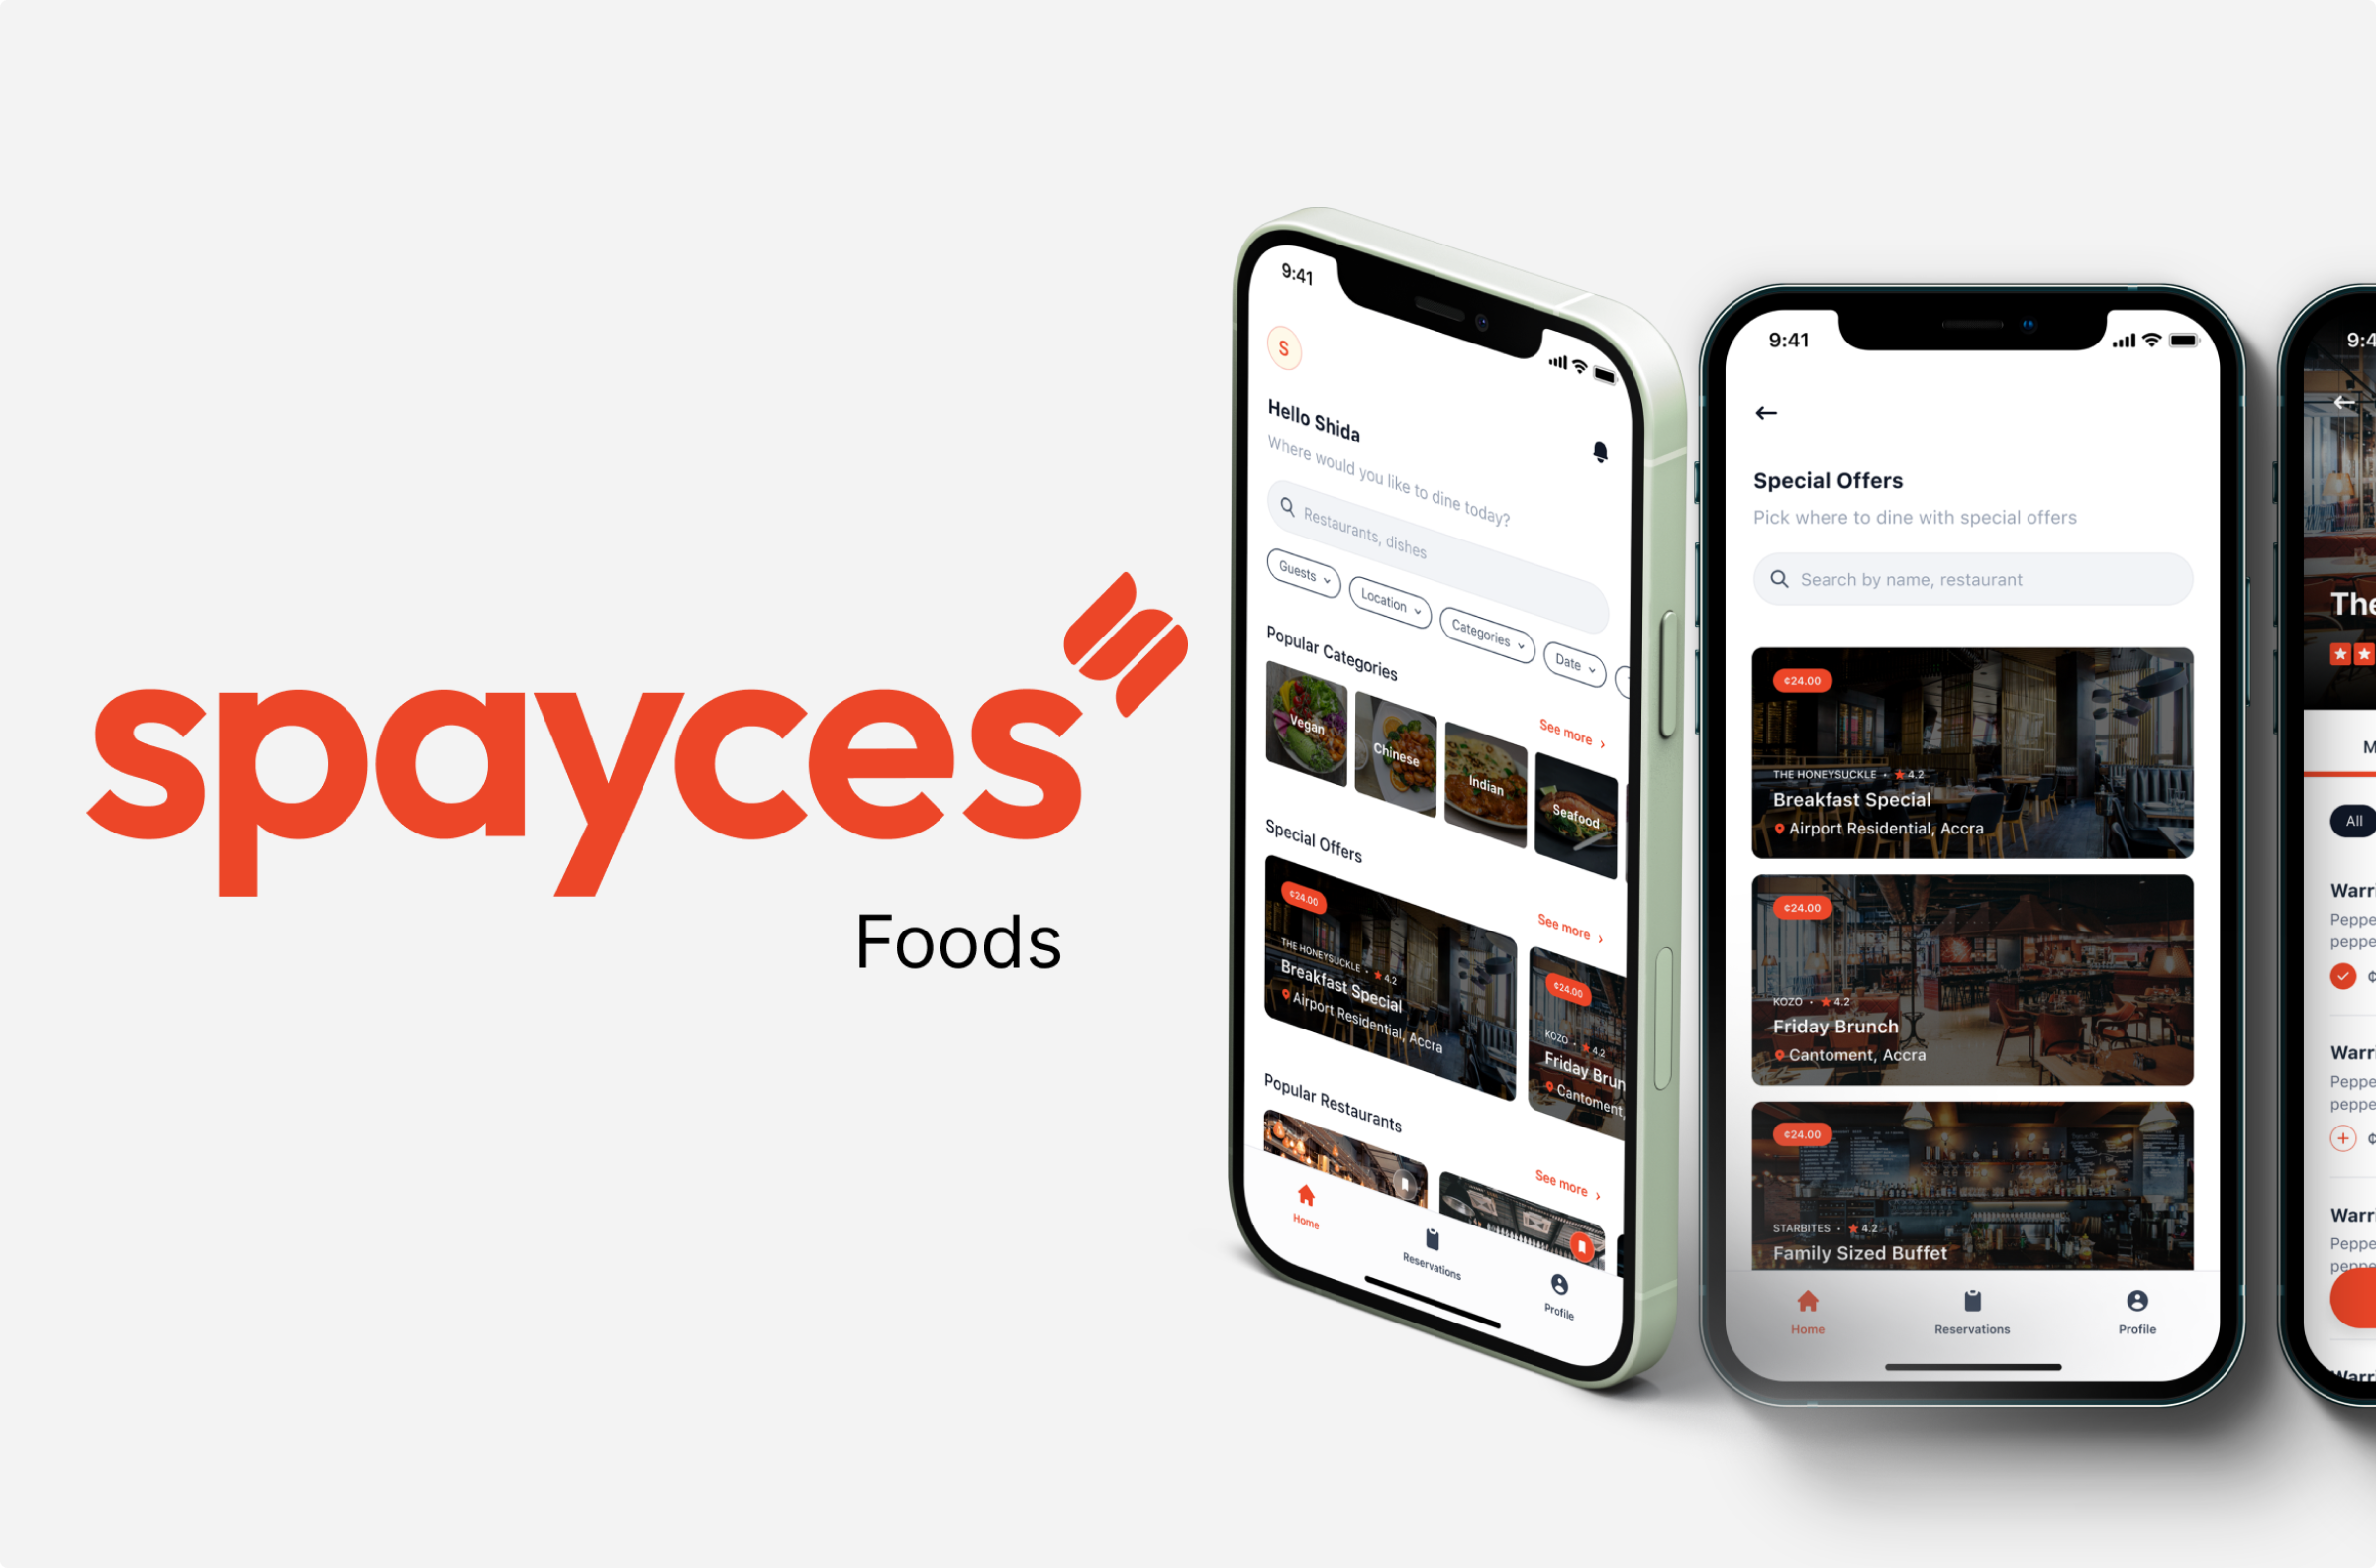 spayces
Foods
9:41
S
Hello Shida
Where would you like to dine today?
Restaurants, dishes
Guests
Location
Categories
Date
Popular Categories
See more
Vegan
Chinese
Indian
Seafood
Special Offers
See more
¢24.00
THE HONEYSUCKLE • 4.2
Breakfast Special
Airport Residential, Accra
¢24.00
KOZO • 4.2
Friday Brun
Cantoment,
Popular Restaurants
See more
Home
Reservations
Profile
9:41
Special Offers
Pick where to dine with special offers
Search by name, restaurant
¢24.00
THE HONEYSUCKLE • 4.2
Breakfast Special
Airport Residential, Accra
¢24.00
KOZO • 4.2
Friday Brunch
Cantoment, Accra
¢24.00
STARBITES • 4.2
Family Sized Buffet
Home
Reservations
Profile
9:4
The
M
All
Warri
Peppe
peppe
¢
Warri
Peppe
peppe
¢
Warri
Peppe
peppe
Warri